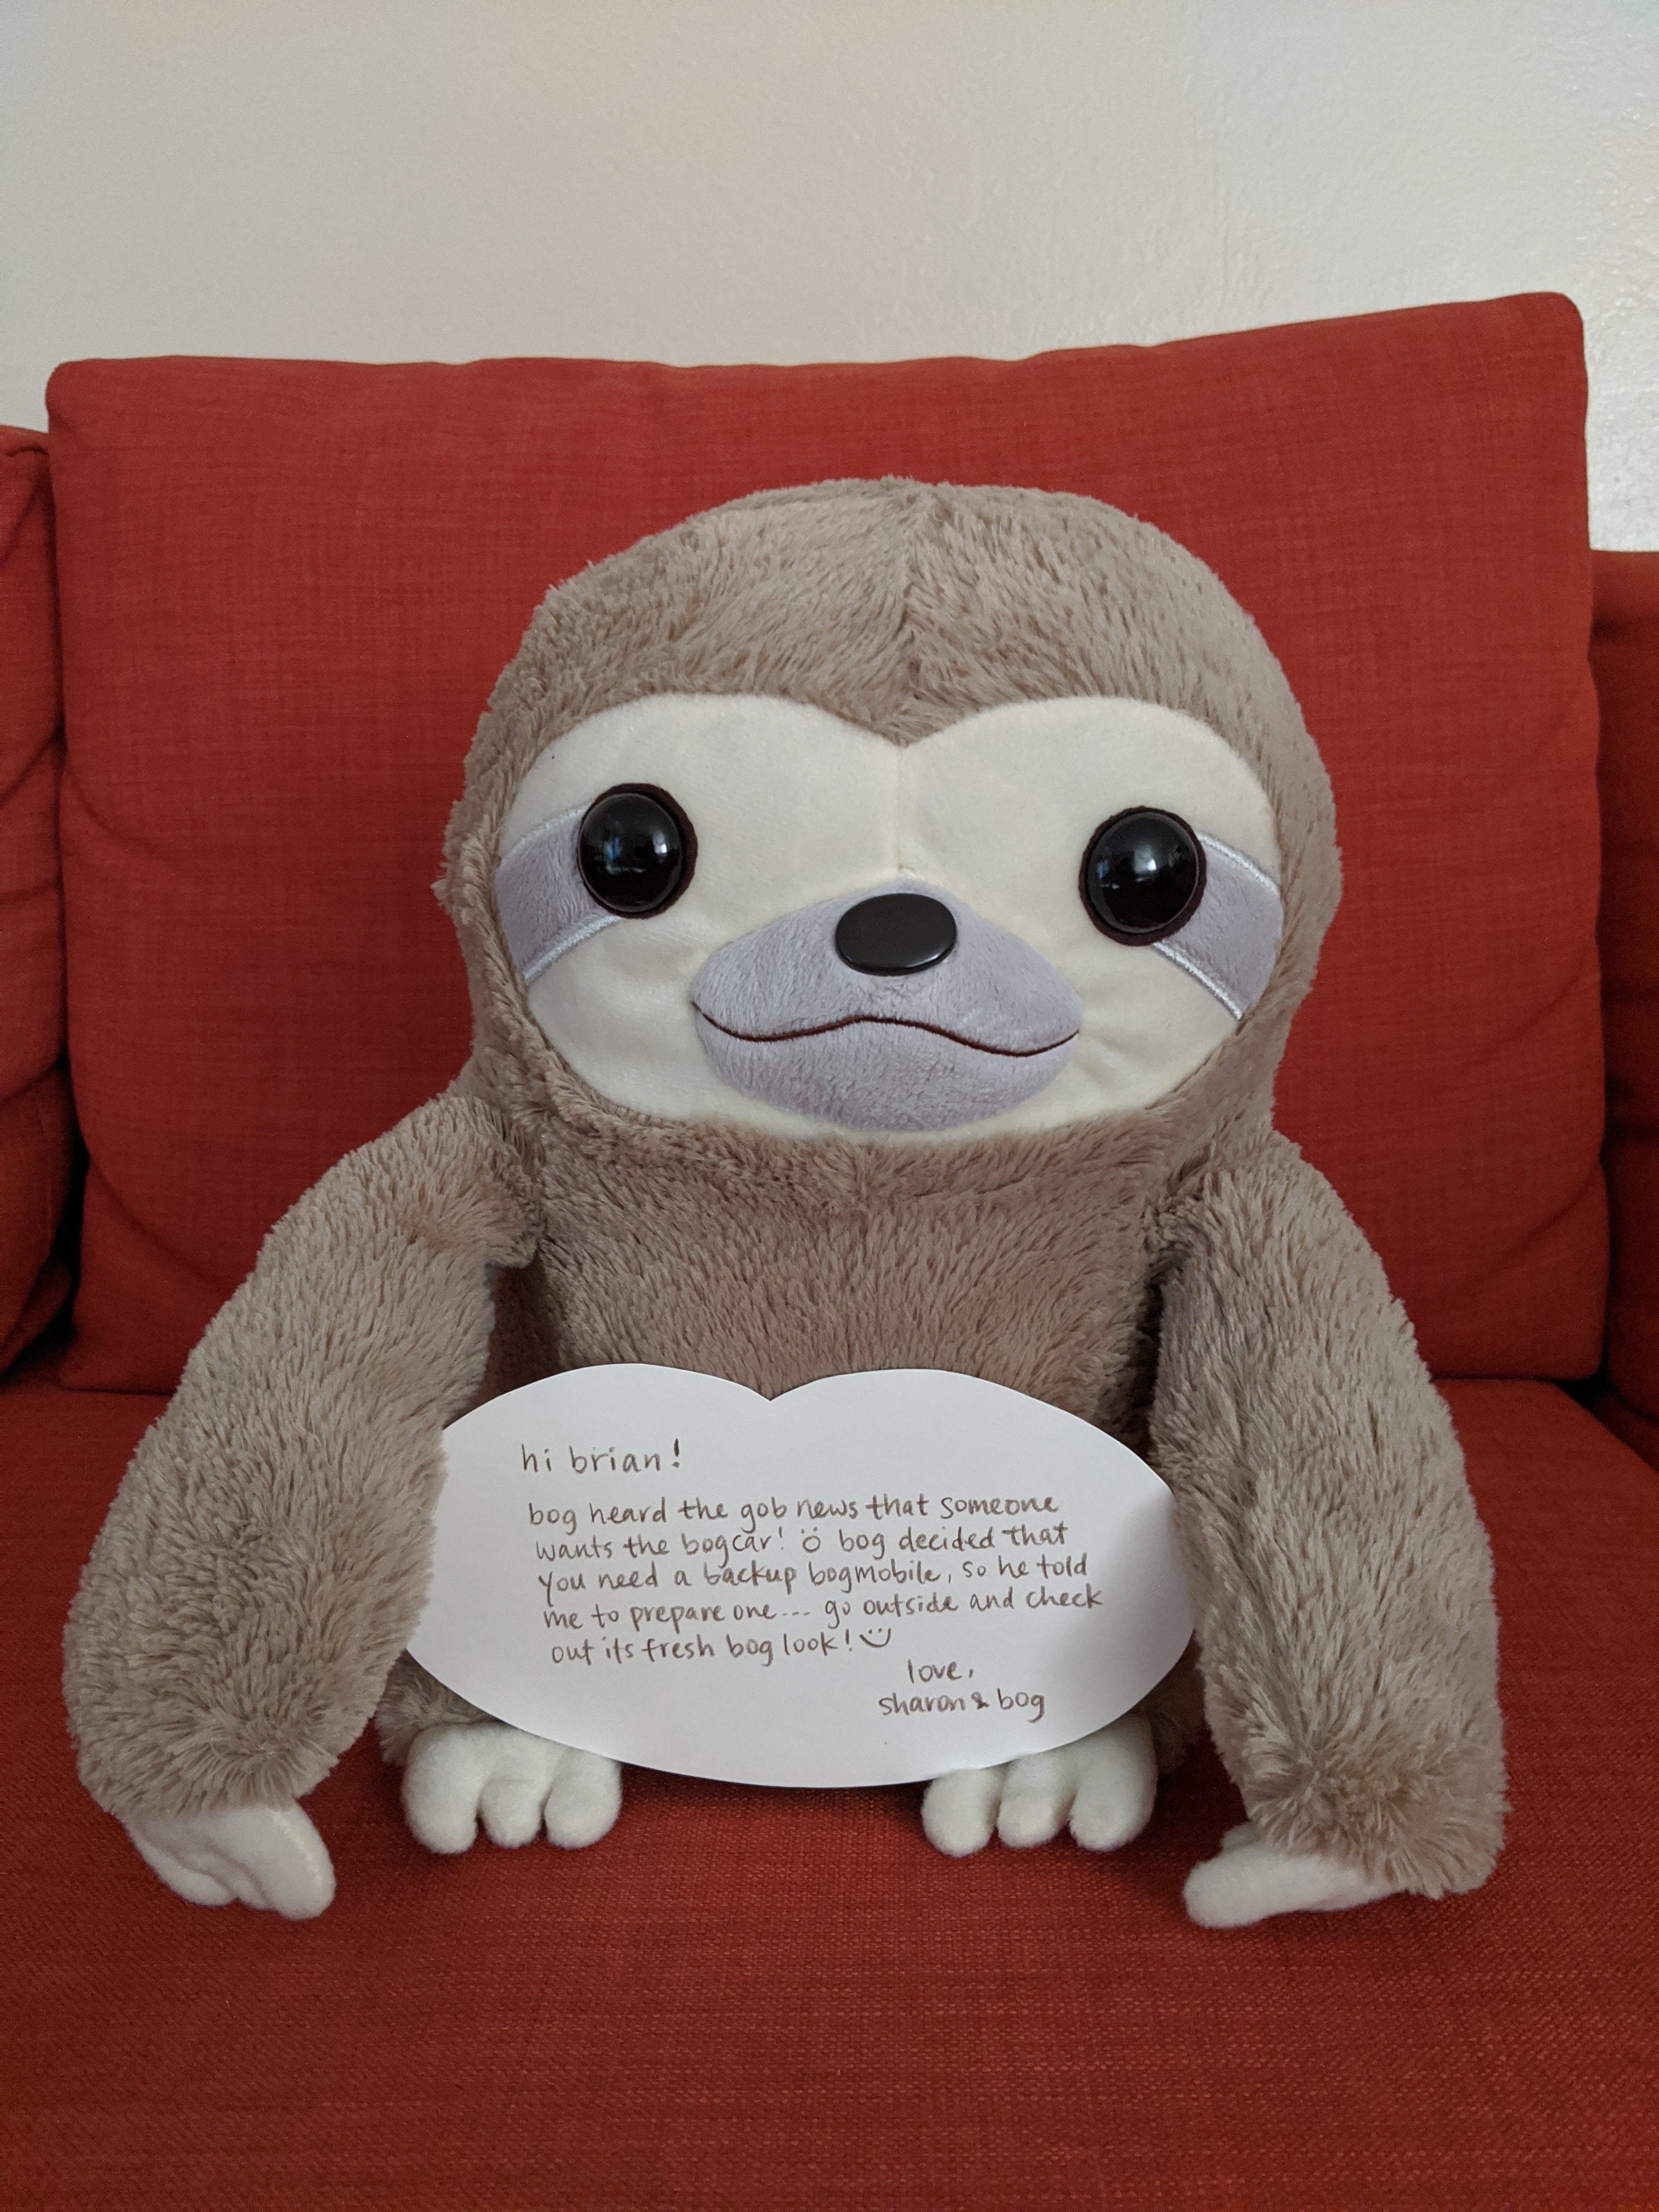 hi brian!
bog heard the gob news that someone
wants the bogcar! ö bog decided that
you need a backup bogmobile, so he told
me to prepare one... go outside and check
out its fresh bog look! :)
love,
sharon & bog